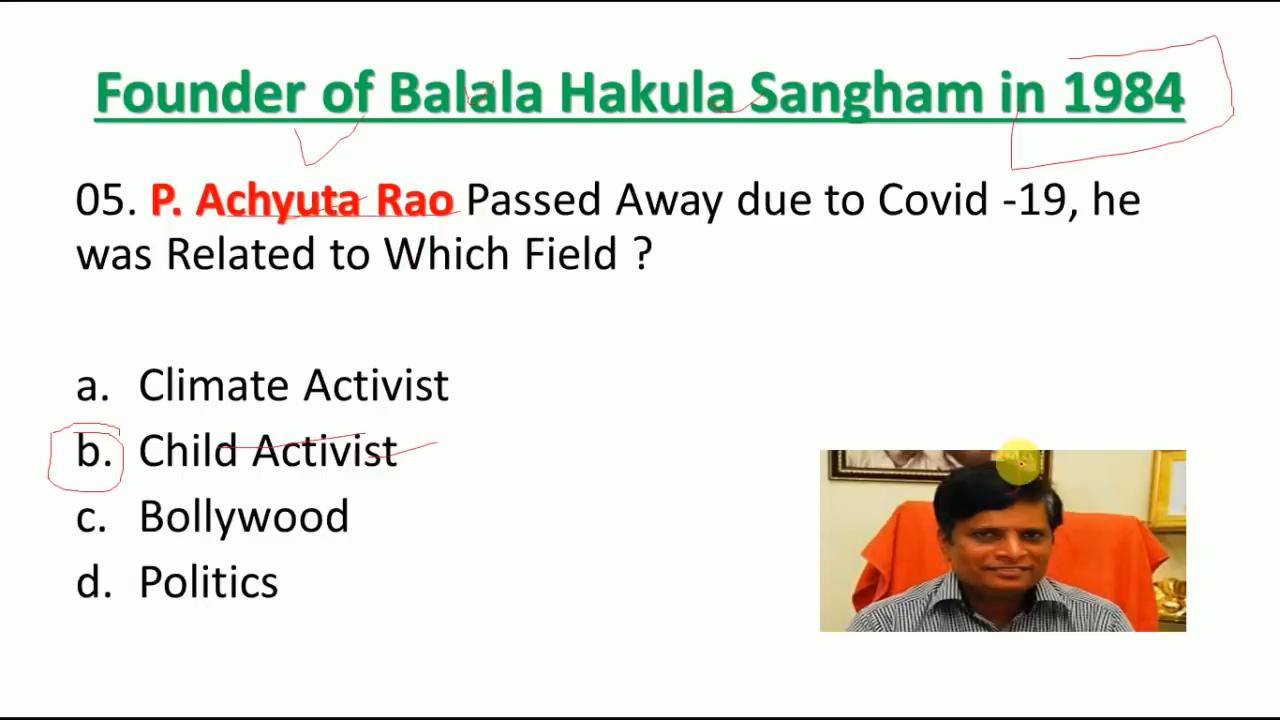 Founder of Balala Hakula Sangham in 1984
05. P. Achyuta Rao Passed Away due to Covid -19, he
was Related to Which Field ?
a. Climate Activist
b. Child Activist
c. Bollywood
d. Politics